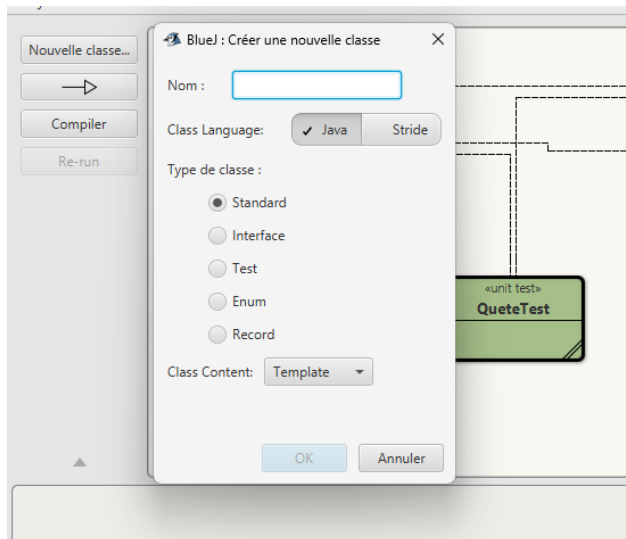 Nouvelle classe...
Compiler
Re-run
BlueJ : Créer une nouvelle classe
Nom :
Class Language:
Java
Stride
Type de classe :
Standard
Interface
Test
Enum
Record
Class Content:
Template
OK
Annuler
«unit test»
QueteTest